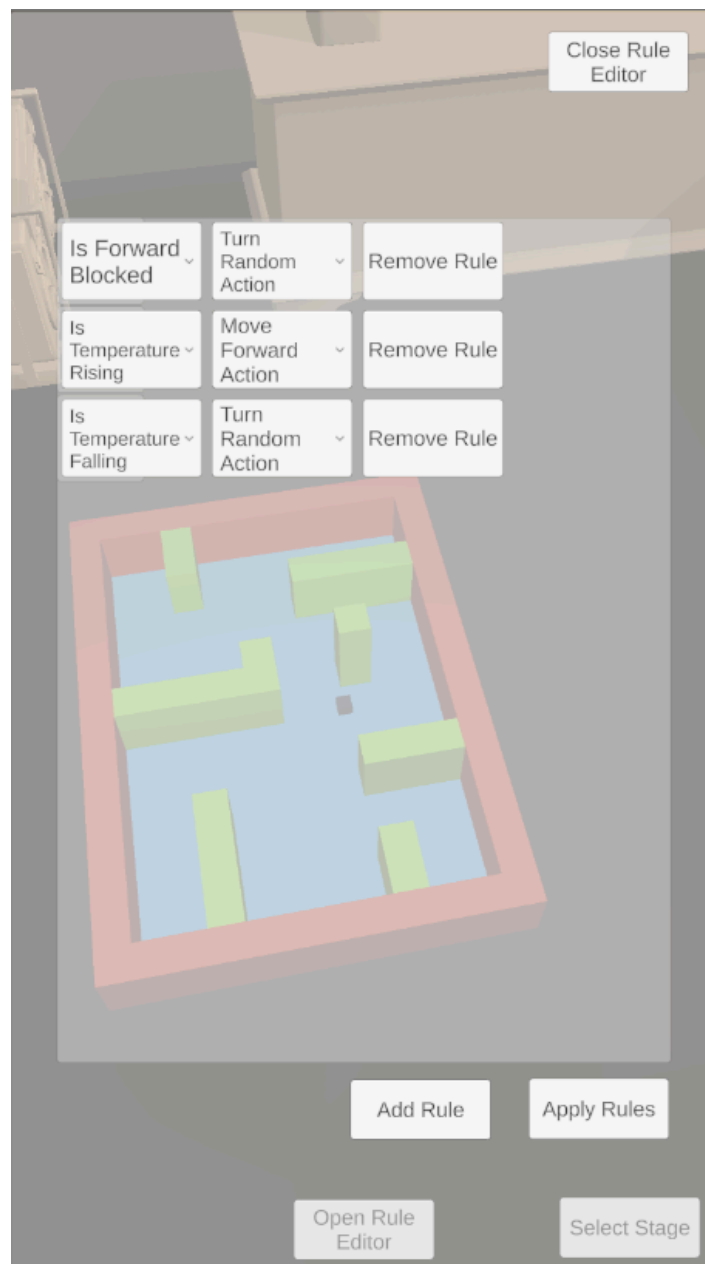 Close Rule
Editor
Is Forward
Blocked
Turn
Random
Action
Remove Rule
Is
Temperature
Rising
Move
Forward
Action
Remove Rule
Is
Temperature
Falling
Turn
Random
Action
Remove Rule
Add Rule
Apply Rules
Open Rule
Editor
Select Stage